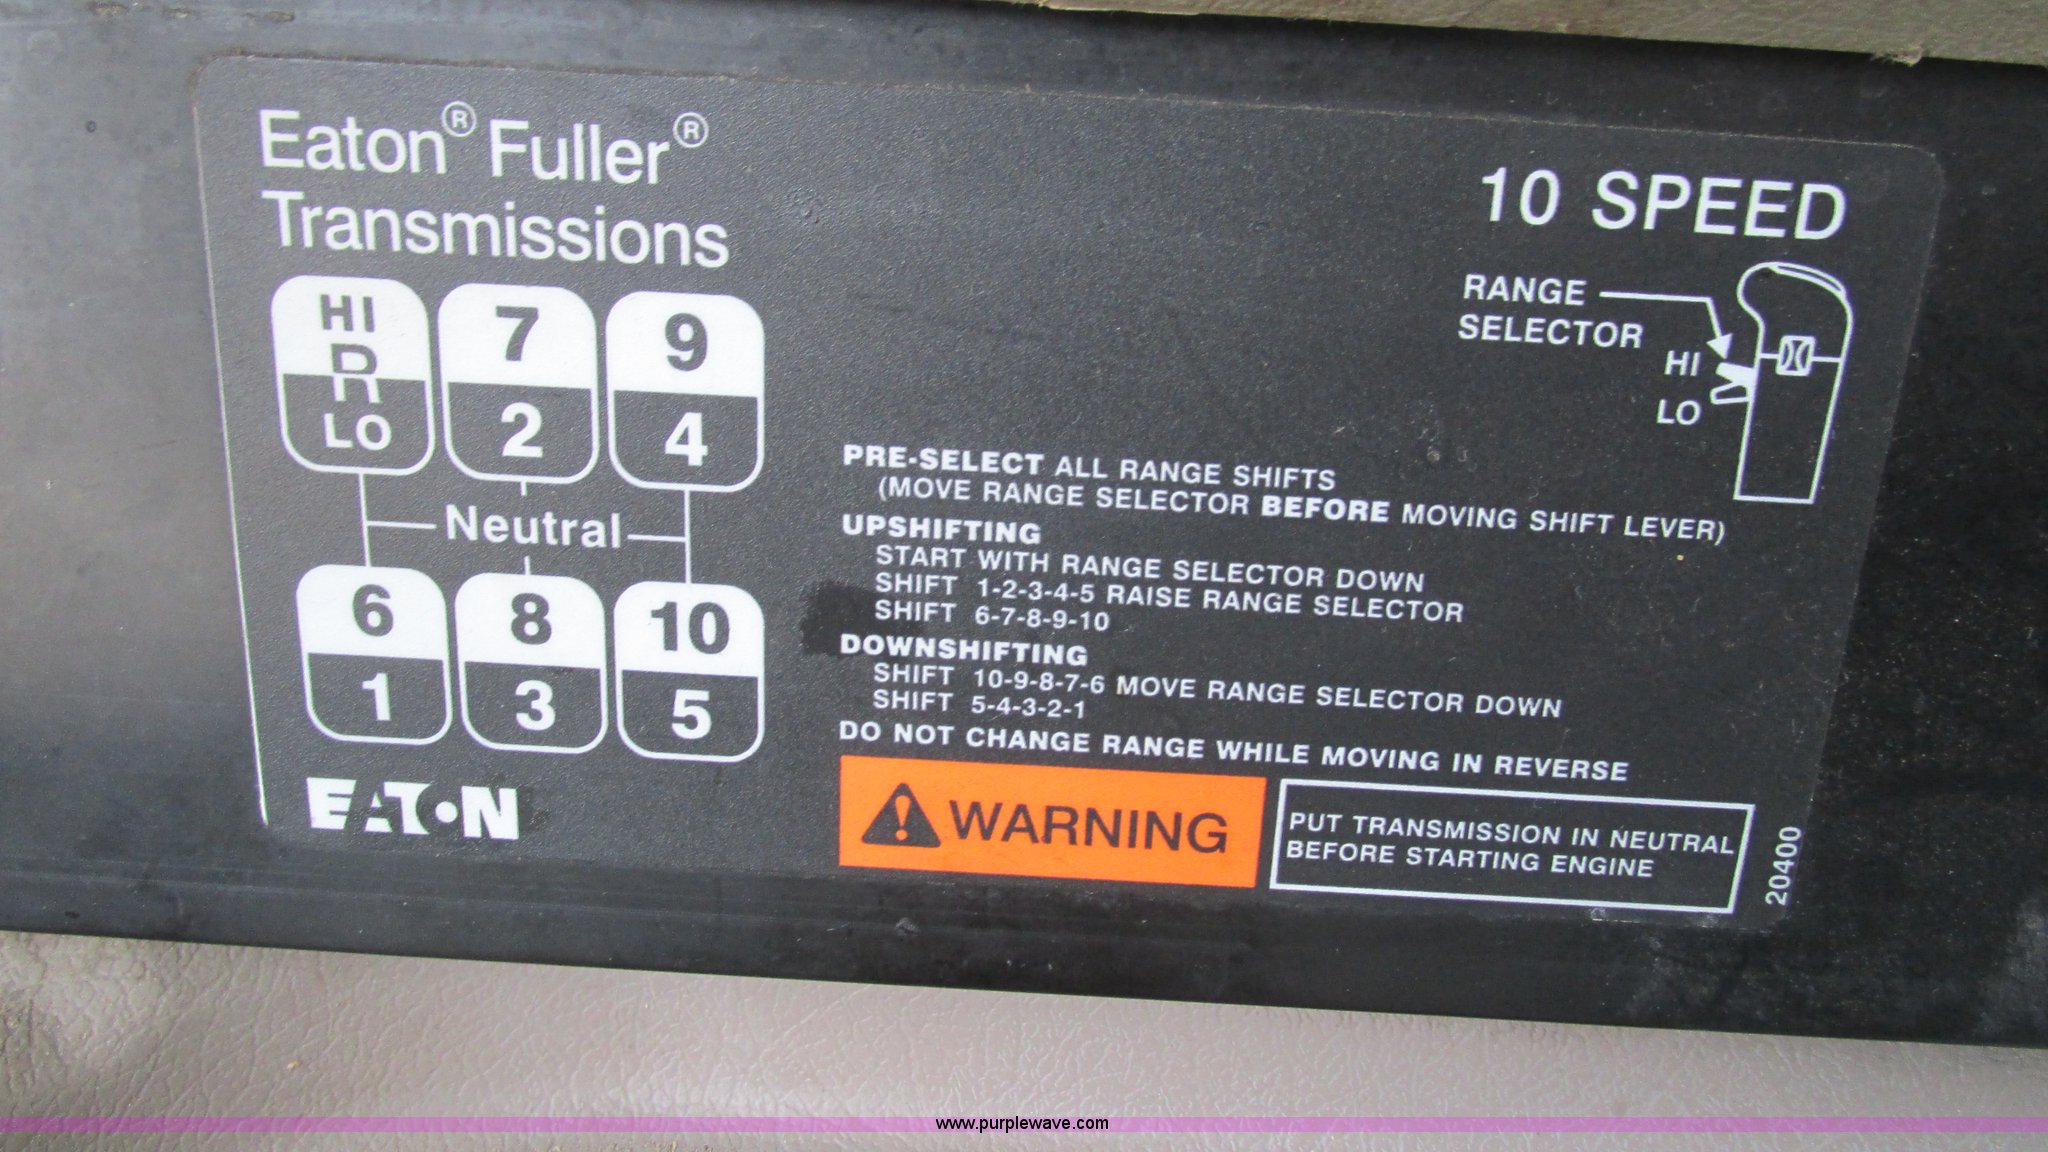 Eaton® Fuller®
Transmissions
10 SPEED
RANGE
SELECTOR
HI
LO
HI 7 9
R
LO 2 4
Neutral
6 8 10
1 3 5
EATON
PRE-SELECT ALL RANGE SHIFTS
(MOVE RANGE SELECTOR BEFORE MOVING SHIFT LEVER)
UPSHIFTING
START WITH RANGE SELECTOR DOWN
SHIFT 1-2-3-4-5 RAISE RANGE SELECTOR
SHIFT 6-7-8-9-10
DOWNSHIFTING
SHIFT 10-9-8-7-6 MOVE RANGE SELECTOR DOWN
SHIFT 5-4-3-2-1
DO NOT CHANGE RANGE WHILE MOVING IN REVERSE
WARNING
PUT TRANSMISSION IN NEUTRAL
BEFORE STARTING ENGINE
20400
www.purplewave.com